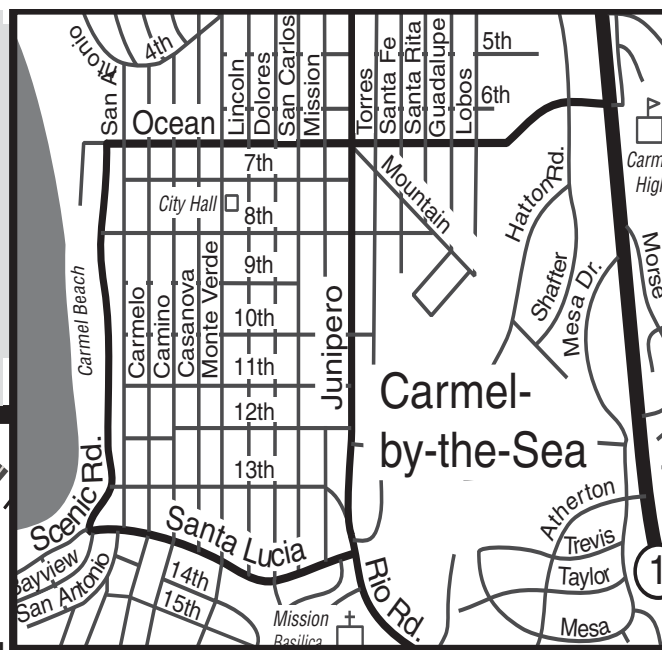 San Antonio
4th
Lincoln
Dolores
San Carlos
Mission
Torres
Santa Fe
Santa Rita
Guadalupe
Lobos
5th
6th
Ocean
7th
City Hall
8th
Mountain
Hatton Rd.
Shafter
Mesa Dr.
Morse
Carm
High
9th
Carmel Beach
Carmelo
Camino
Casanova
Monte Verde
10th
Junipero
11th
Carmel-
by-the-Sea
12th
13th
Scenic Rd.
Santa Lucia
Rio Rd.
Atherton
Trevis
Taylor
Mesa
1
Bayview
San Antonio
14th
15th
Mission
Basilica